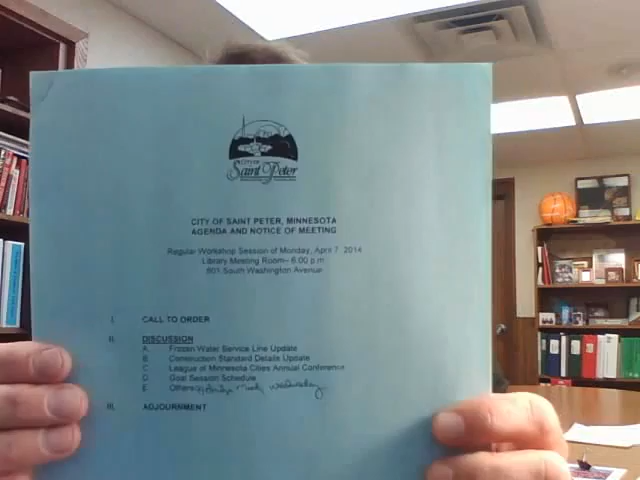 CITY OF
Saint Peter
CITY OF SAINT PETER, MINNESOTA
AGENDA AND NOTICE OF MEETING
Regular Workshop Session of Monday, April 7 2014
Library Meeting Room– 6:00 p.m.
601 South Washington Avenue
I. CALL TO ORDER
II. DISCUSSION
A. Frozen Water Service Line Update
B. Construction Standard Details Update
C. League of Minnesota Cities Annual Conference
D. Goal Session Schedule
E. Others Wednesday
III. ADJOURNMENT